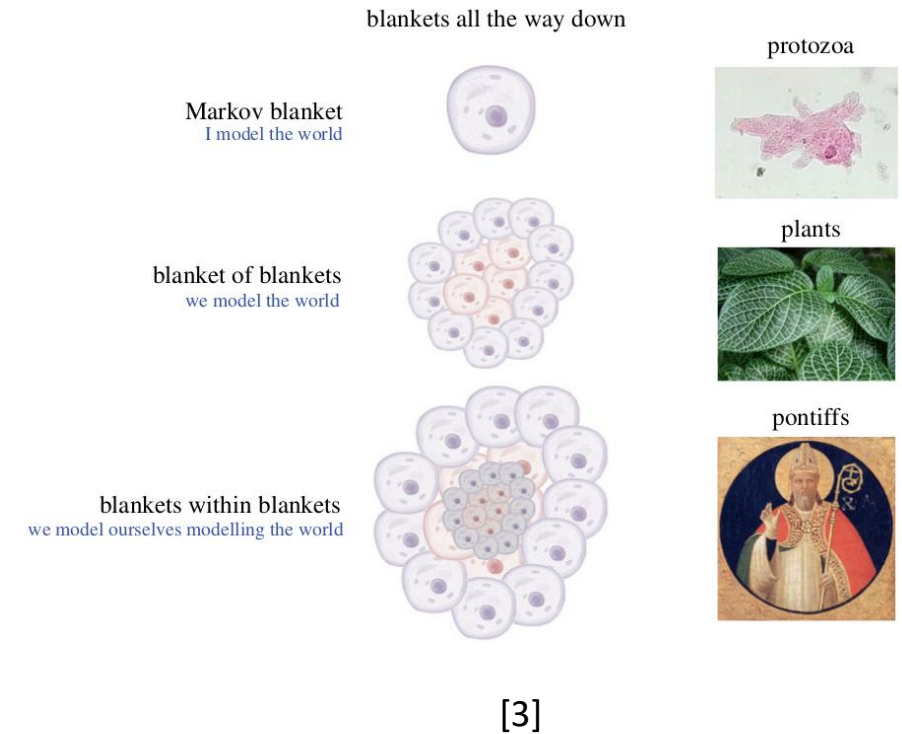 blankets all the way down
protozoa
Markov blanket
I model the world
plants
blanket of blankets
we model the world
pontiffs
blankets within blankets
we model ourselves modelling the world
[3]